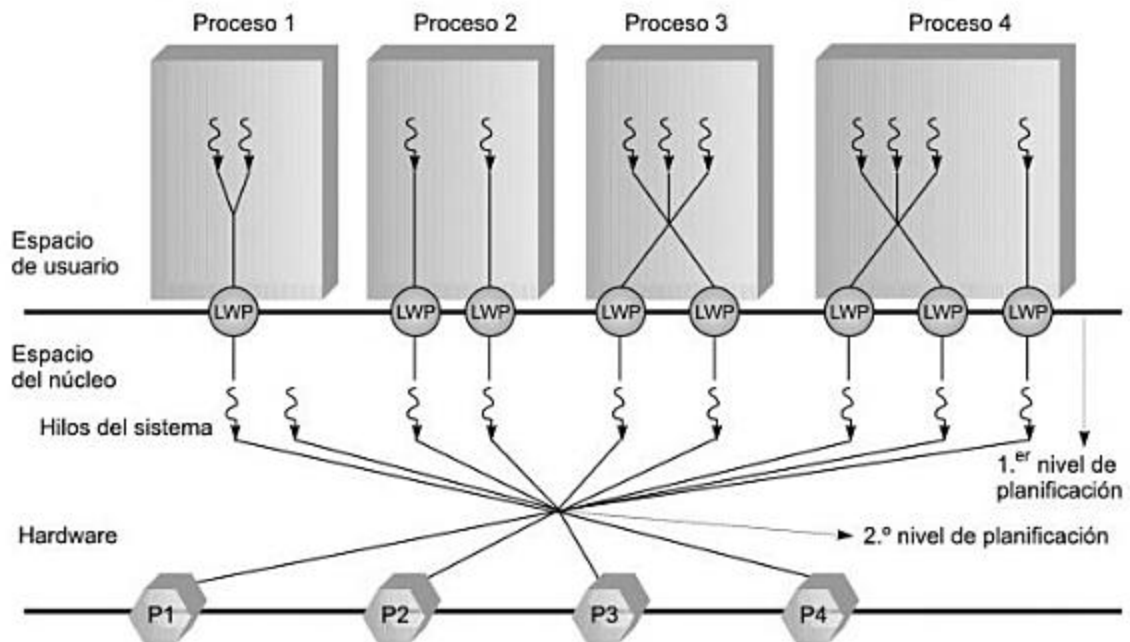 Proceso 1
Proceso 2
Proceso 3
Proceso 4
Espacio
de usuario
LWP
LWP
LWP
LWP
LWP
LWP
LWP
LWP
Espacio
del núcleo
Hilos del sistema
1.er nivel de
planificación
2.º nivel de planificación
Hardware
P1
P2
P3
P4